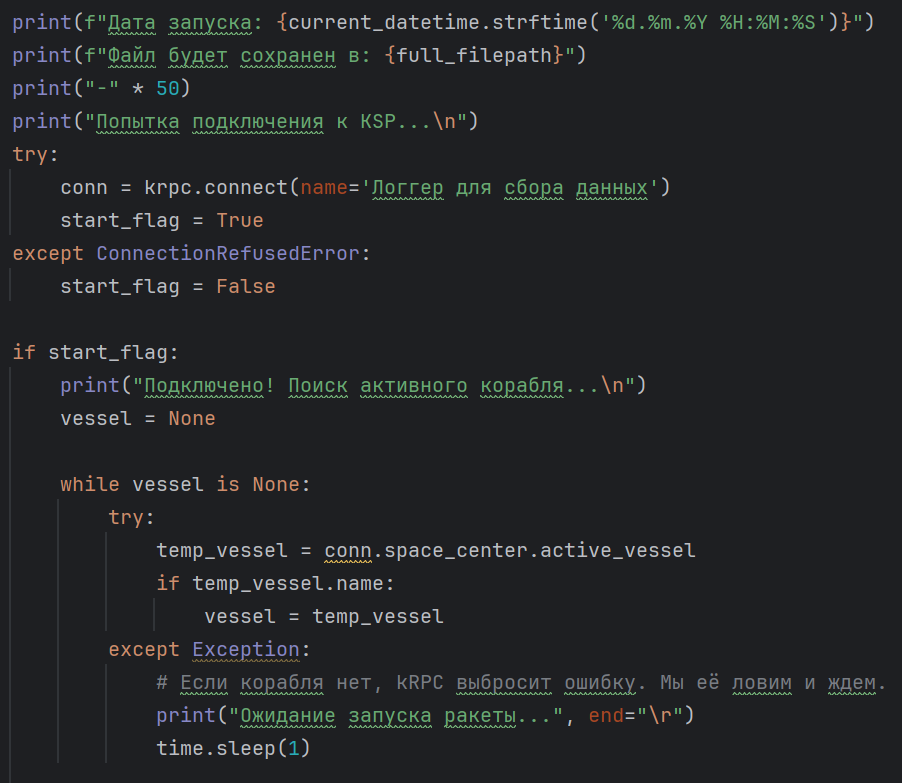 print(f"Дата запуска: {current_datetime.strftime('%d.%m.%Y %H:%M:%S')}")
print(f"Файл будет сохранен в: {full_filepath}")
print("-" * 50)
print("Попытка подключения к KSP...\n")
try:
    conn = krpc.connect(name='Логгер для сбора данных')
    start_flag = True
except ConnectionRefusedError:
    start_flag = False

if start_flag:
    print("Подключено! Поиск активного корабля...\n")
    vessel = None

    while vessel is None:
        try:
            temp_vessel = conn.space_center.active_vessel
            if temp_vessel.name:
                vessel = temp_vessel
        except Exception:
            # Если корабля нет, kRPC выбросит ошибку. Мы её ловим и ждем.
            print("Ожидание запуска ракеты...", end="\r")
            time.sleep(1)